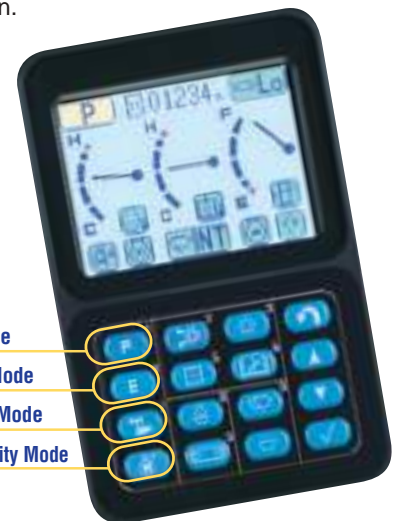 n.
P 01234 Lo
H H F
C C E
INT
e
P
Mode
E
Mode
ity Mode